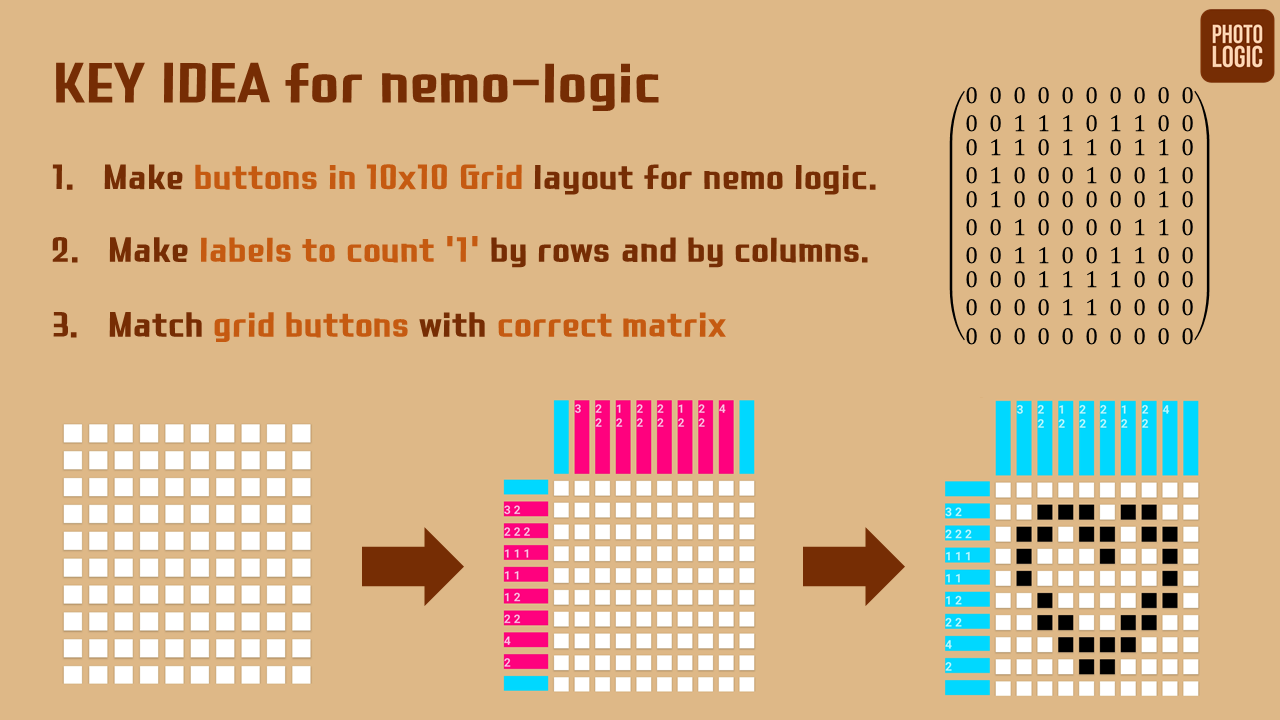 PHOTO
LOGIC
KEY IDEA for nemo-logic
1. Make buttons in 10x10 Grid layout for nemo logic.
2. Make labels to count '1' by rows and by columns.
3. Match grid buttons with correct matrix
0 0 0 0 0 0 0 0 0 0
0 0 1 1 1 0 1 1 0 0
0 1 1 0 1 1 0 1 1 0
0 1 0 0 0 1 0 0 1 0
0 1 0 0 0 0 0 0 1 0
0 0 1 0 0 0 0 1 1 0
0 0 1 1 0 0 1 1 0 0
0 0 0 1 1 1 1 0 0 0
0 0 0 0 1 1 0 0 0 0
0 0 0 0 0 0 0 0 0 0
3 2 1 2 2 1 2 4
2 2 2 2 2 2
3 2
2 2 2
1 1 1
1 1
1 2
2 2
4
2
3 2 1 2 2 1 2 4
2 2 2 2 2 2
3 2
2 2 2
1 1 1
1 1
1 2
2 2
4
2